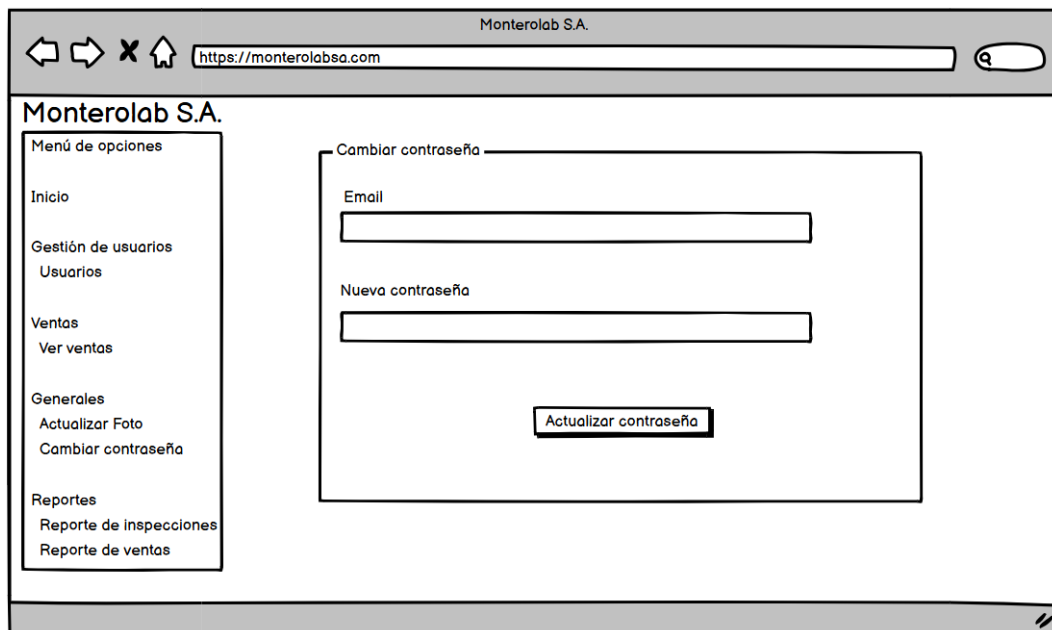 Monterolab S.A.
https://monterolabsa.com
Monterolab S.A.
Menú de opciones
Inicio
Gestión de usuarios
Usuarios
Ventas
Ver ventas
Generales
Actualizar Foto
Cambiar contraseña
Reportes
Reporte de inspecciones
Reporte de ventas
Cambiar contraseña
Email
Nueva contraseña
Actualizar contraseña